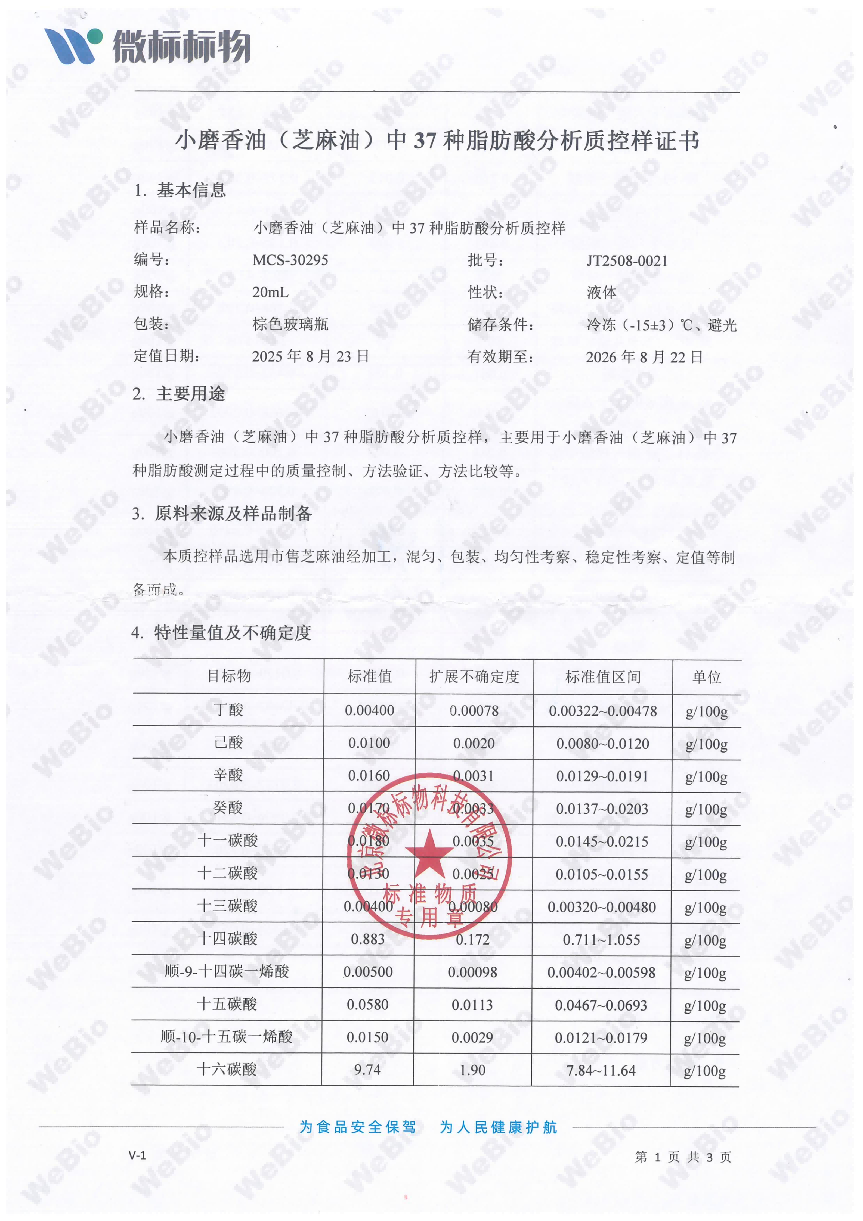 微标标物
小磨香油（芝麻油）中 37 种脂肪酸分析质控样证书
1. 基本信息
样品名称： 小磨香油（芝麻油）中 37 种脂肪酸分析质控样
编号： MCS-30295 批号： JT2508-0021
规格： 20mL 性状： 液体
包装： 棕色玻璃瓶 储存条件： 冷冻（-15±3）℃、避光
定值日期： 2025 年 8 月 23 日 有效期至： 2026 年 8 月 22 日
2. 主要用途
小磨香油（芝麻油）中 37 种脂肪酸分析质控样，主要用于小磨香油（芝麻油）中 37
种脂肪酸测定过程中的质量控制、方法验证、方法比较等。
3. 原料来源及样品制备
本质控样品选用市售芝麻油经加工，混匀、包装、均匀性考察、稳定性考察、定值等制
备而成。
4. 特性量值及不确定度
目标物 标准值 扩展不确定度 标准值区间 单位
丁酸 0.00400 0.00078 0.00322~0.00478 g/100g
己酸 0.0100 0.0020 0.0080~0.0120 g/100g
辛酸 0.0160 0.0031 0.0129~0.0191 g/100g
癸酸 0.0170 0.0033 0.0137~0.0203 g/100g
十一碳酸 0.0180 0.0035 0.0145~0.0215 g/100g
十二碳酸 0.0130 0.0025 0.0105~0.0155 g/100g
十三碳酸 0.00400 0.00080 0.00320~0.00480 g/100g
十四碳酸 0.883 0.172 0.711~1.055 g/100g
顺-9-十四碳一烯酸 0.00500 0.00098 0.00402~0.00598 g/100g
十五碳酸 0.0580 0.0113 0.0467~0.0693 g/100g
顺-10-十五碳一烯酸 0.0150 0.0029 0.0121~0.0179 g/100g
十六碳酸 9.74 1.90 7.84~11.64 g/100g
北京微标标物科技有限公司
标准物质
专用章
为食品安全保驾 为人民健康护航
V-1 第 1 页 共 3 页
WeBio